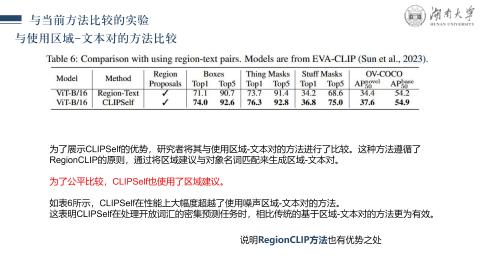 与当前方法比较的实验
湖南大学
HUNAN UNIVERSITY
与使用区域-文本对的方法比较
Table 6: Comparison with using region-text pairs. Models are from EVA-CLIP (Sun et al., 2023).
Model Method Region Proposals Boxes Thing Masks Stuff Masks OV-COCO
Top1 Top5 Top1 Top5 Top1 Top5 AP50novel AP50base
ViT-B/16 Region-Text ✓ 71.1 90.7 73.7 91.4 34.2 68.6 34.4 54.2
ViT-B/16 CLIPSelf ✓ 74.0 92.6 76.3 92.8 36.8 75.0 37.6 54.9
为了展示CLIPSelf的优势，研究者将其与使用区域-文本对的方法进行了比较。这种方法遵循了
RegionCLIP的原则，通过将区域建议与对象名词匹配来生成区域-文本对。
为了公平比较，CLIPSelf也使用了区域建议。
如表6所示，CLIPSelf在性能上大幅度超越了使用噪声区域-文本对的方法。
这表明CLIPSelf在处理开放词汇的密集预测任务时，相比传统的基于区域-文本对的方法更为有效。
说明RegionCLIP方法也有优势之处